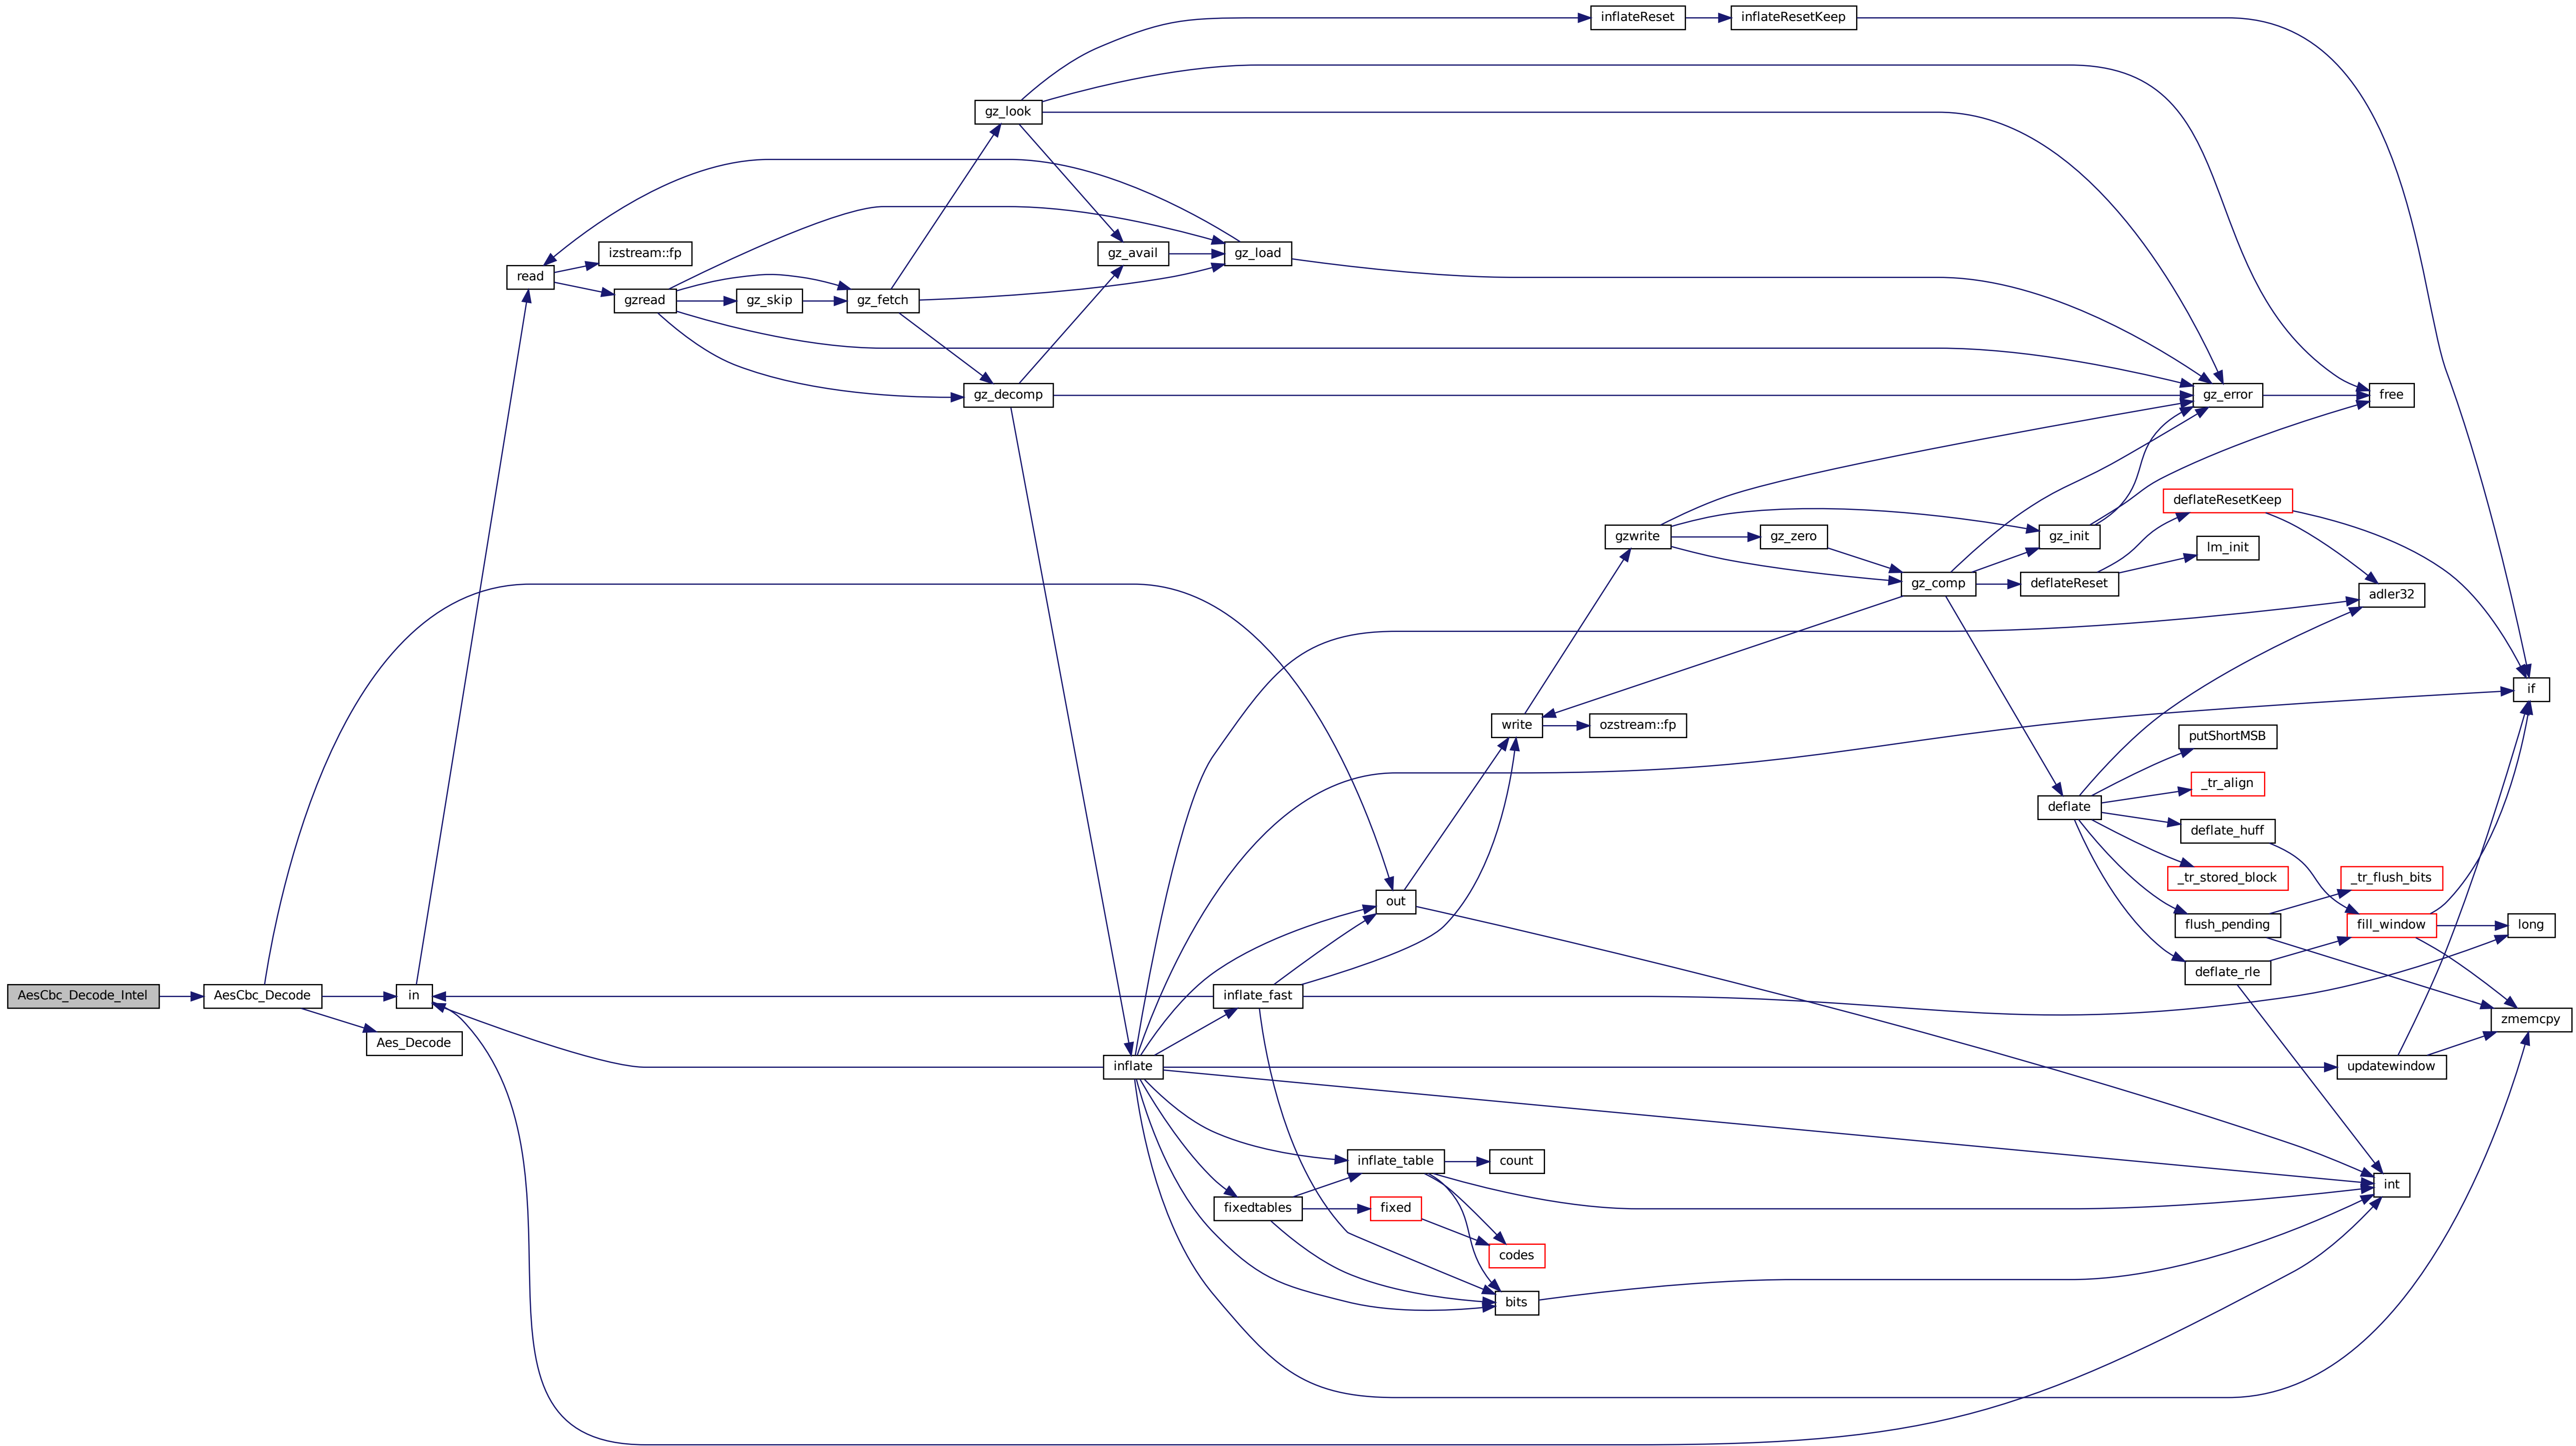 inflateReset
inflateResetKeep
gz_look
izstream::fp
gz_avail
gz_load
read
gzread
gz_skip
gz_fetch
gz_decomp
gz_error
free
deflateResetKeep
gzwrite
gz_zero
gz_init
lm_init
gz_comp
deflateReset
adler32
if
write
ozstream::fp
putShortMSB
_tr_align
deflate
deflate_huff
_tr_stored_block
_tr_flush_bits
out
flush_pending
fill_window
long
deflate_rle
AesCbc_Decode_Intel
AesCbc_Decode
in
inflate_fast
zmemcpy
Aes_Decode
inflate
updatewindow
inflate_table
count
int
fixedtables
fixed
codes
bits